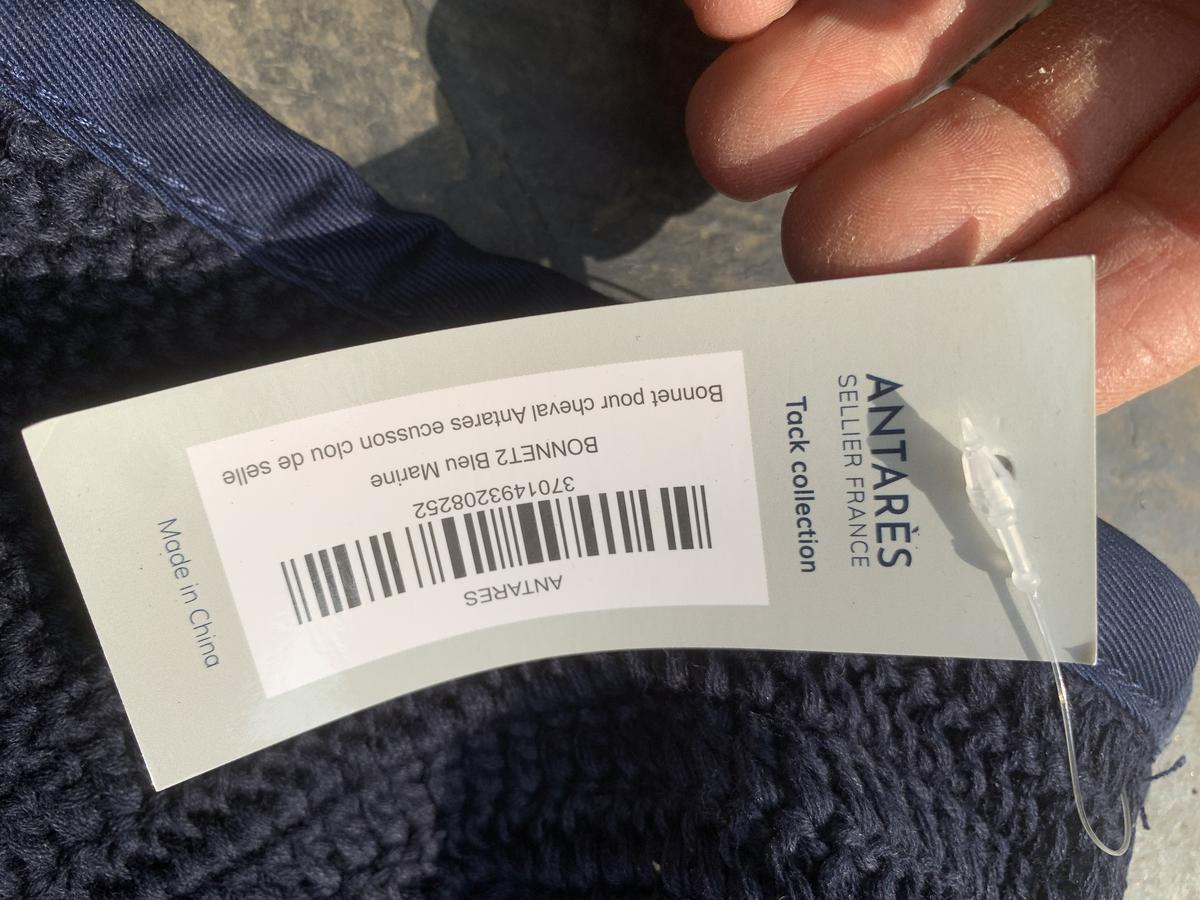 ANTARÈS
SELLIER FRANCE
Tack collection
Bonnet pour cheval Antares ecusson clou de selle
BONNET2 Bleu Marine
3701493208252
ANTARES
Made in China